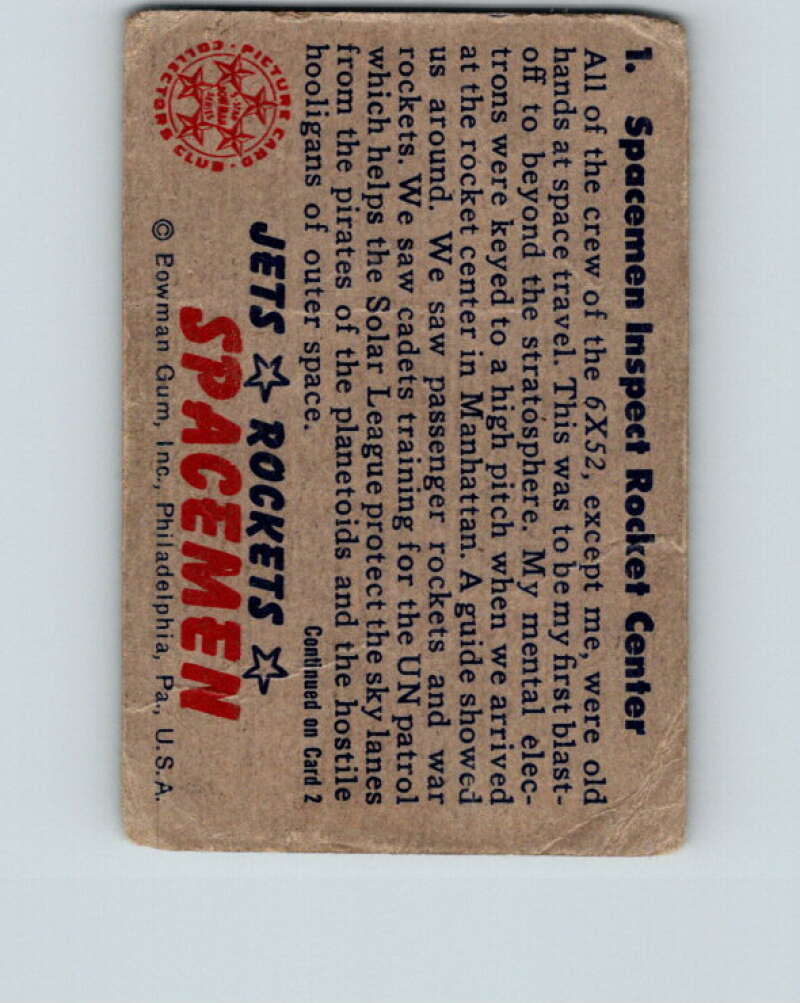 1. Spacemen Inspect Rocket Center
All of the crew of the 6X52, except me, were old
hands at space travel. This was to be my first blast-
off to beyond the stratosphere. My mental elec-
trons were keyed to a high pitch when we arrived
at the rocket center in Manhattan. A guide showed
us around. We saw passenger rockets and war
rockets. We saw cadets training for the UN patrol
which helps the Solar League protect the sky lanes
from the pirates of the planetoids and the hostile
hooligans of outer space.
Continued on Card 2
PICTURE CARD COLLECTORS CLUB
JETS ROCKETS
SPACEMEN
© Bowman Gum, Inc., Philadelphia, Pa., U.S.A.